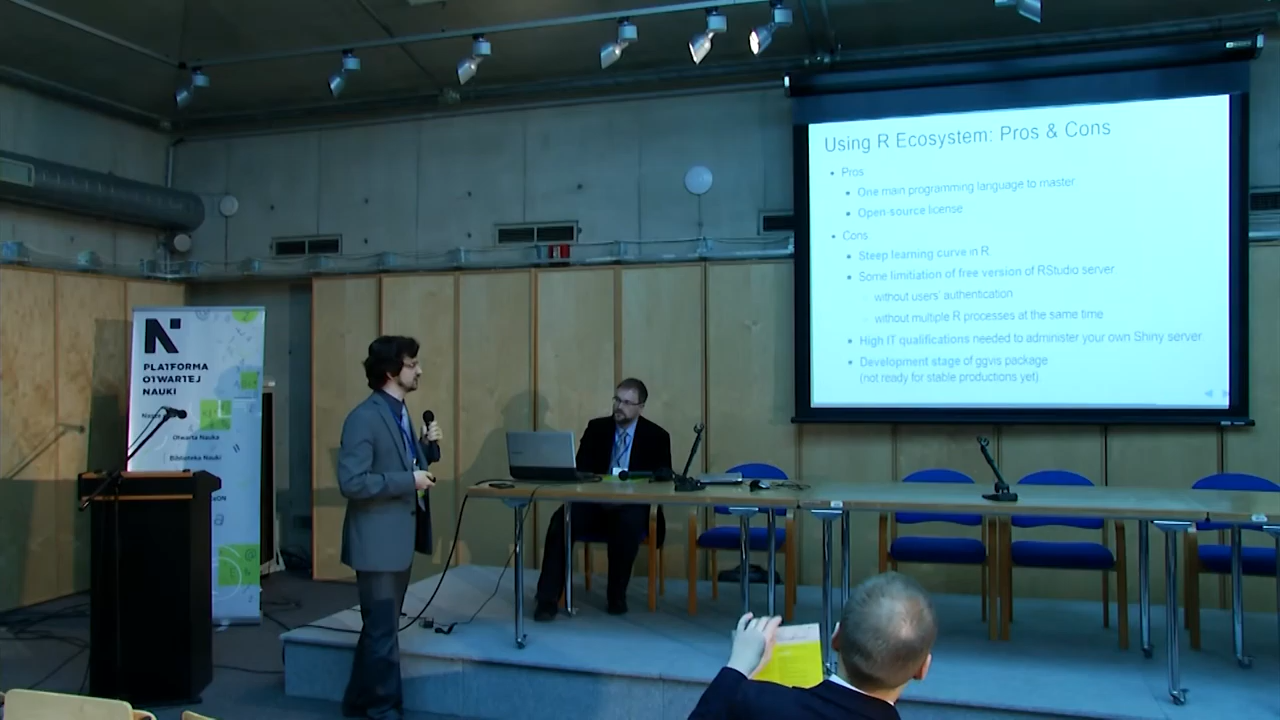 Using R Ecosystem: Pros & Cons
• Pros
• One main programming language to master
• Open-source license
• Cons
• Steep learning curve in R
• Some limitiation of free version of RStudio server
without users' authentication
without multiple R processes at the same time
• High IT qualifications needed to administer your own Shiny server
• Development stage of ggvis package
(not ready for stable productions yet)
N
PLATFORMA
OTWARTEJ
NAUKI
Otwarta Nauka
Biblioteka Nauki